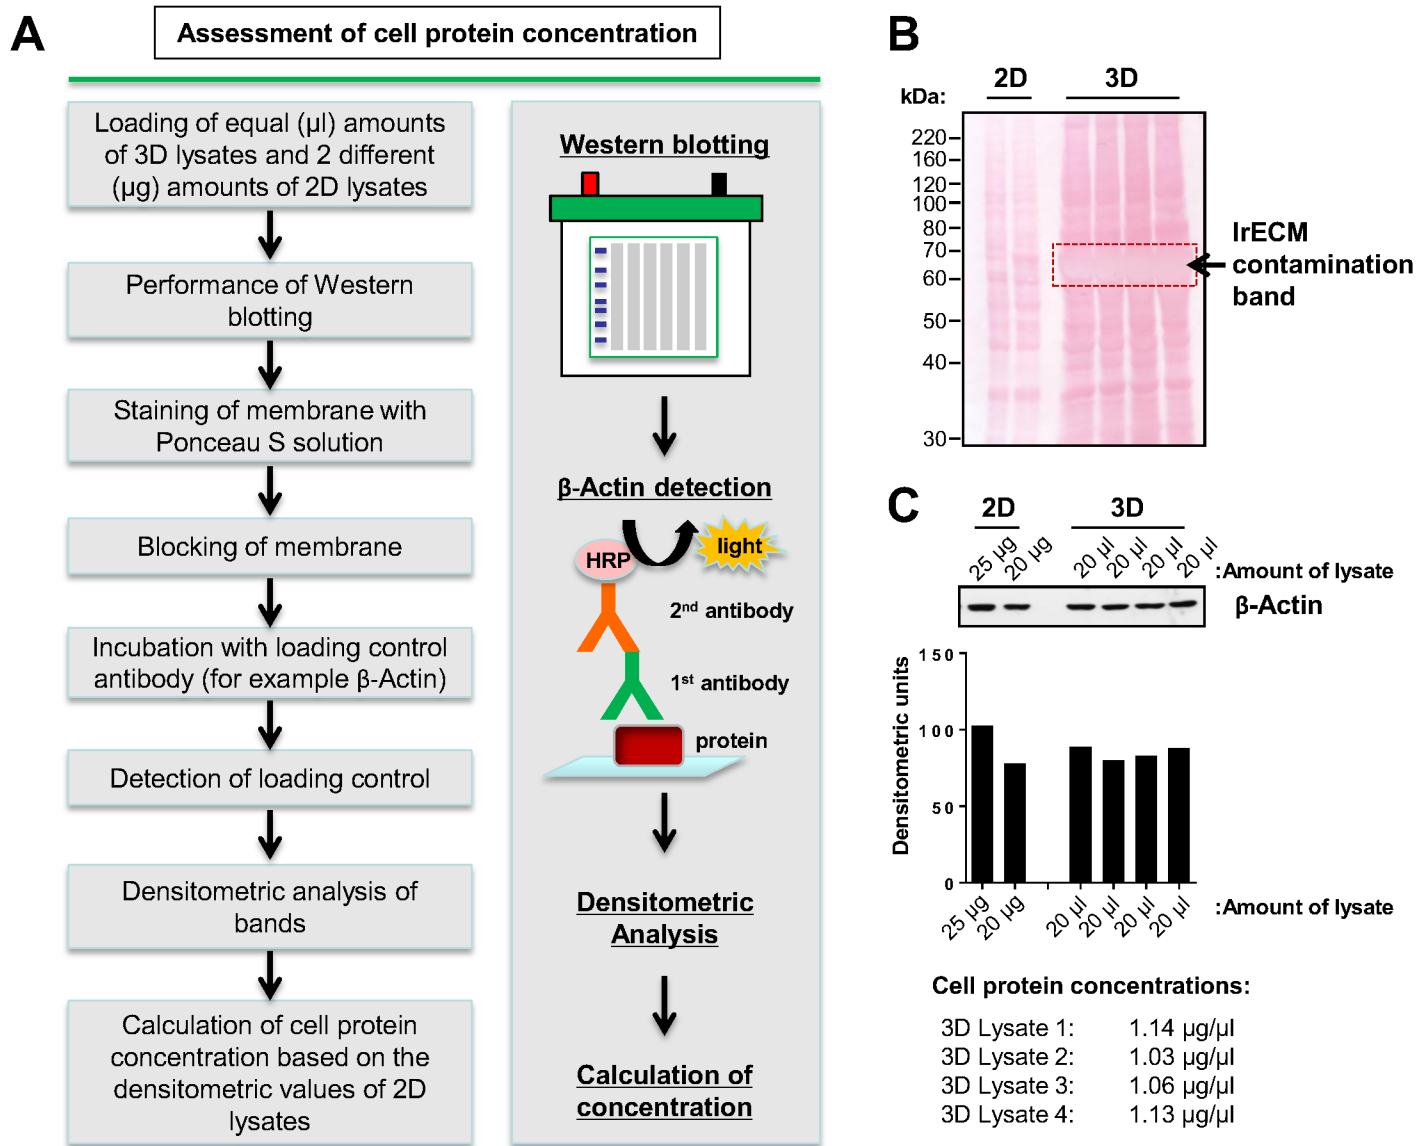 A
Assessment of cell protein concentration
Loading of equal (µl) amounts
of 3D lysates and 2 different
(µg) amounts of 2D lysates
Performance of Western
blotting
Staining of membrane with
Ponceau S solution
Blocking of membrane
Incubation with loading control
antibody (for example β-Actin)
Detection of loading control
Densitometric analysis of
bands
Calculation of cell protein
concentration based on the
densitometric values of 2D
lysates
Western blotting
β-Actin detection
HRP
light
2nd antibody
1st antibody
protein
Densitometric
Analysis
Calculation of
concentration
B
2D 3D
kDa:
220
160
120
100
80
70
60
50
40
30
lrECM
contamination
band
C
2D 3D
25 µg 20 µg 20 µl 20 µl 20 µl 20 µl :Amount of lysate
β-Actin
Densitometric units
150
100
50
0
25 µg 20 µg 20 µl 20 µl 20 µl 20 µl :Amount of lysate
Cell protein concentrations:
3D Lysate 1: 1.14 µg/µl
3D Lysate 2: 1.03 µg/µl
3D Lysate 3: 1.06 µg/µl
3D Lysate 4: 1.13 µg/µl